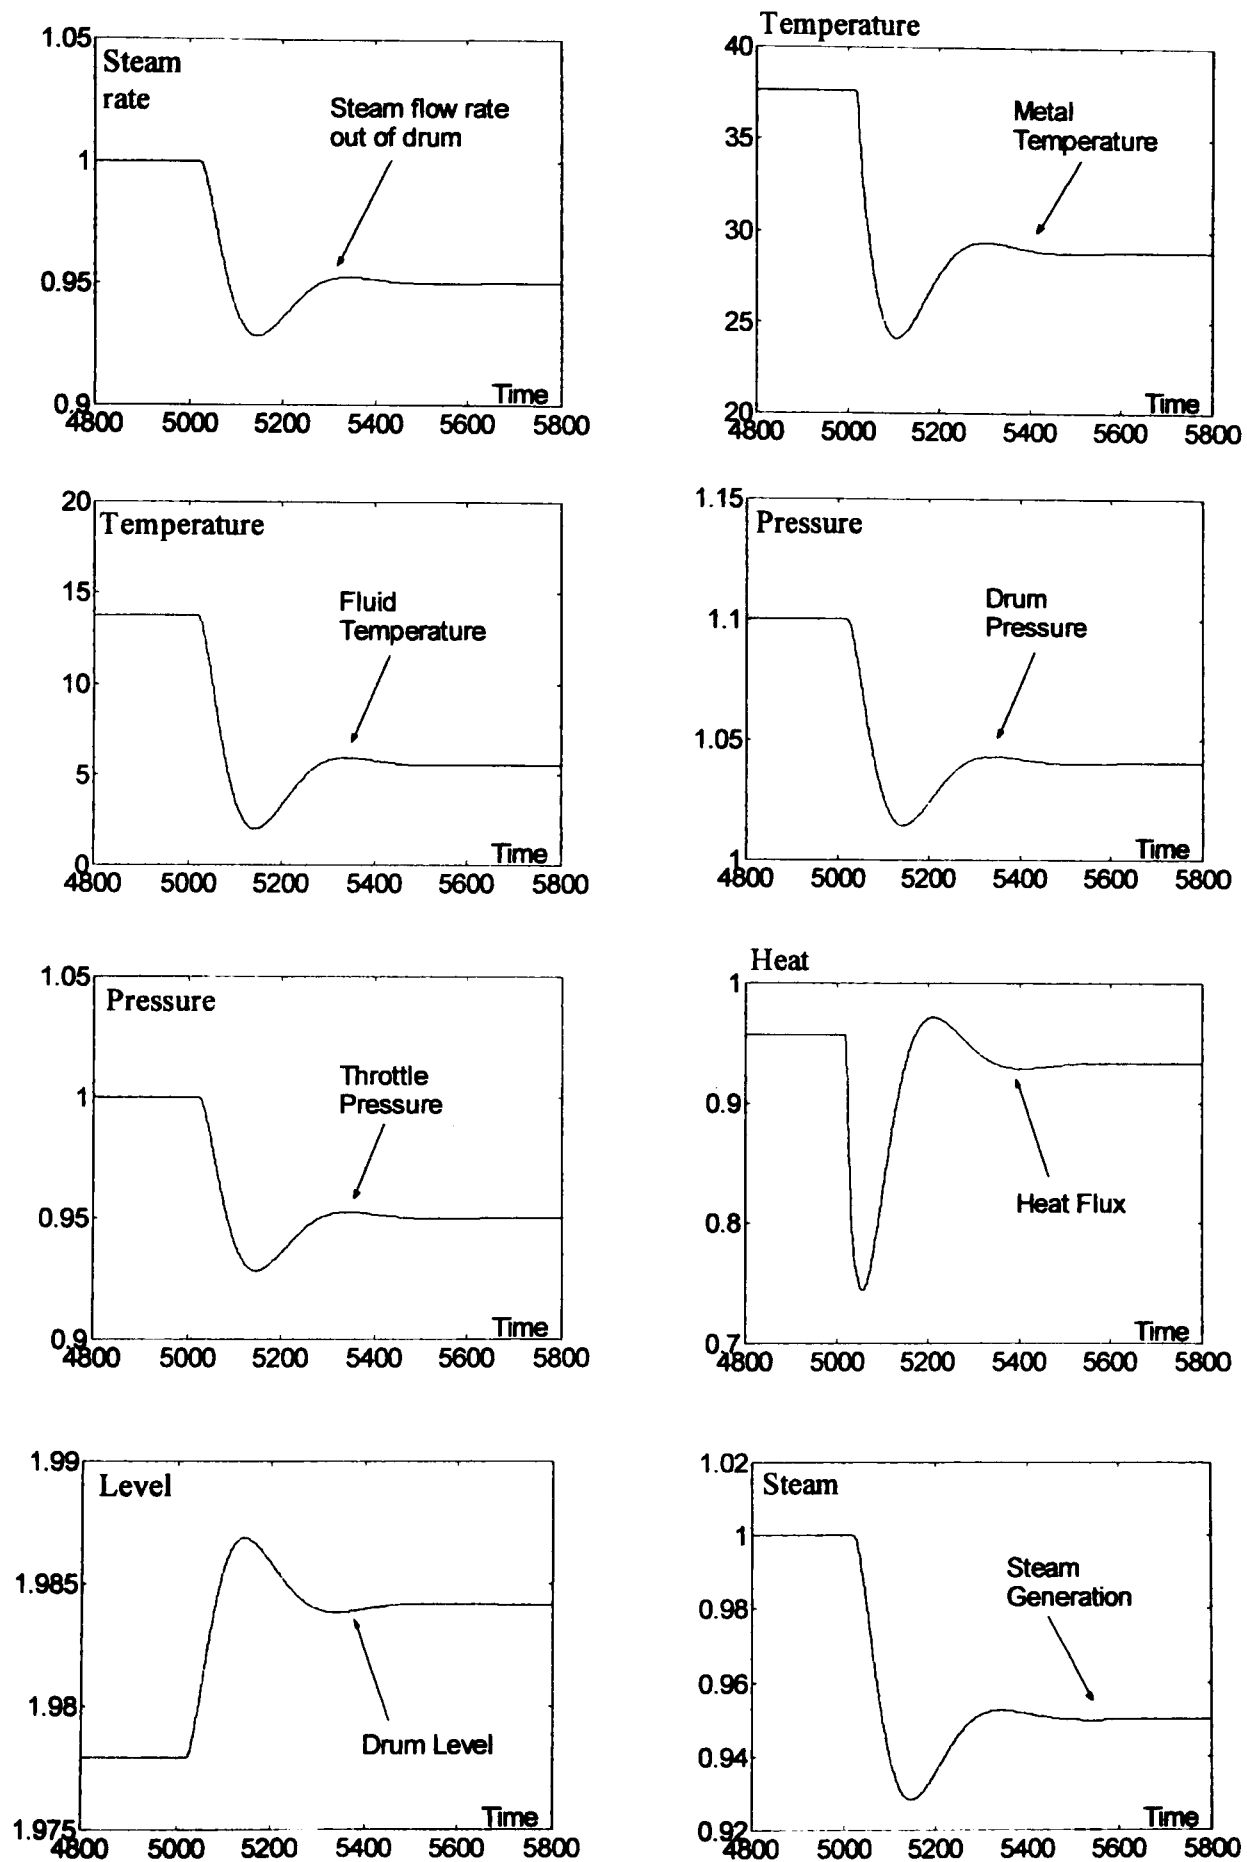 1.05
Steam
rate
Steam flow rate
out of drum
1
0.95
0.9
Time
4800 5000 5200 5400 5600 5800
Temperature
40
Metal
Temperature
35
30
25
20
Time
4800 5000 5200 5400 5600 5800
20
Temperature
15
Fluid
Temperature
10
5
0
Time
4800 5000 5200 5400 5600 5800
1.15
Pressure
Drum
Pressure
1.1
1.05
1
Time
4800 5000 5200 5400 5600 5800
1.05
Pressure
Throttle
Pressure
1
0.95
0.9
Time
4800 5000 5200 5400 5600 5800
Heat
1
0.9
0.8
Heat Flux
0.7
Time
4800 5000 5200 5400 5600 5800
1.99
Level
1.985
1.98
Drum Level
1.975
Time
4800 5000 5200 5400 5600 5800
1.02
Steam
1
Steam
Generation
0.98
0.96
0.94
0.92
Time
4800 5000 5200 5400 5600 5800